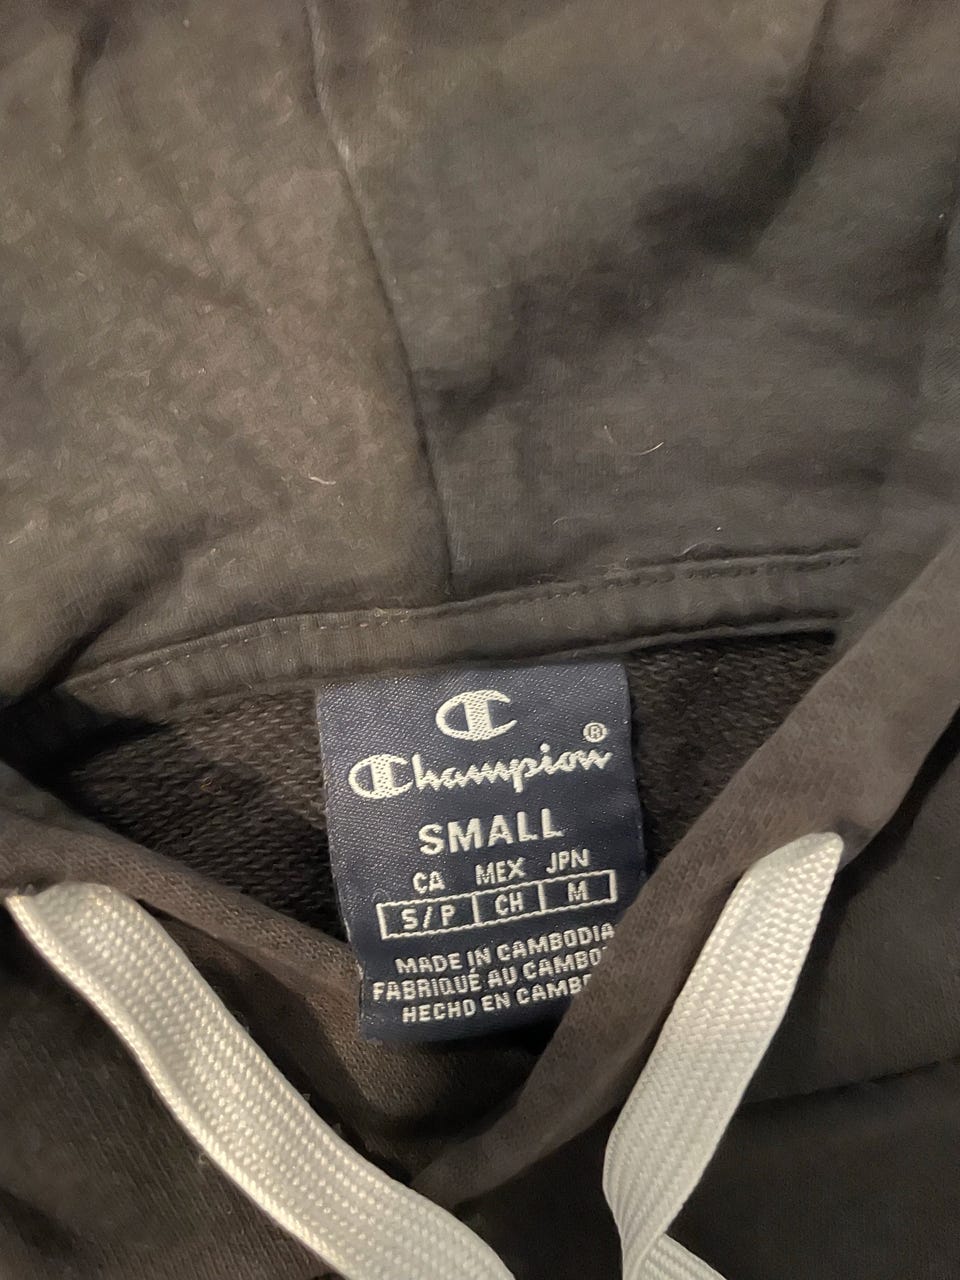 C
Champion®
SMALL
CA MEX JPN
S/P CH M
MADE IN CAMBODIA
FABRIQUÉ AU
HECHO EN